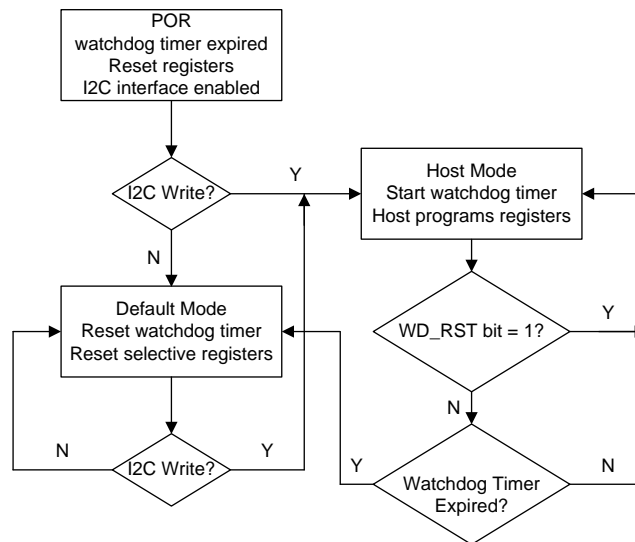 POR
watchdog timer expired
Reset registers
I2C interface enabled
I2C Write?
Y
N
Host Mode
Start watchdog timer
Host programs registers
Default Mode
Reset watchdog timer
Reset selective registers
WD_RST bit = 1?
Y
N
I2C Write?
N
Y
Watchdog Timer
Expired?
Y
N